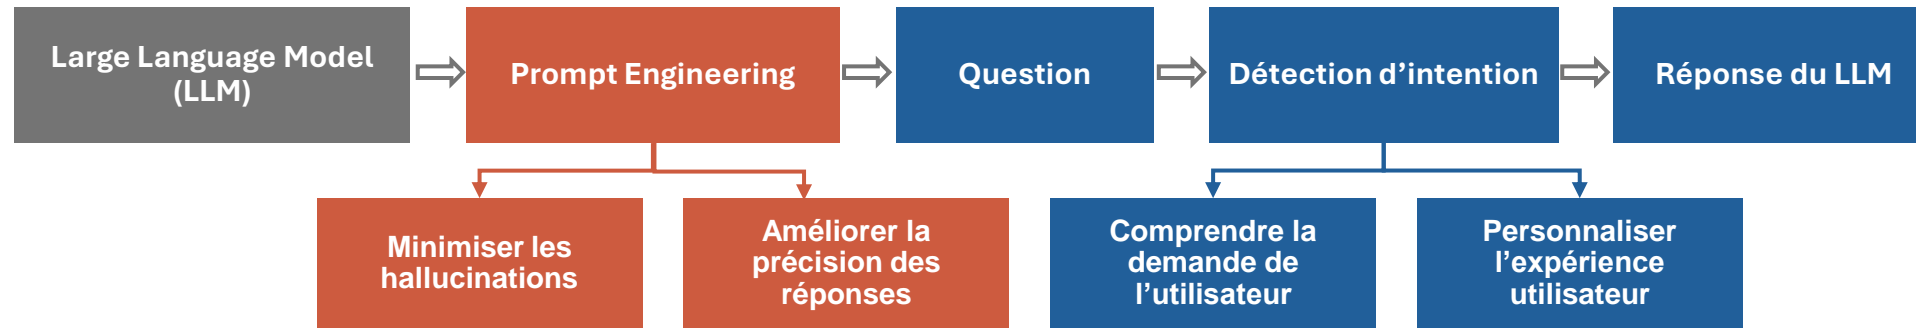 Large Language Model
(LLM)
Prompt Engineering
Question
Détection d’intention
Réponse du LLM
Minimiser les
hallucinations
Améliorer la
précision des
réponses
Comprendre la
demande de
l’utilisateur
Personnaliser
l’expérience
utilisateur